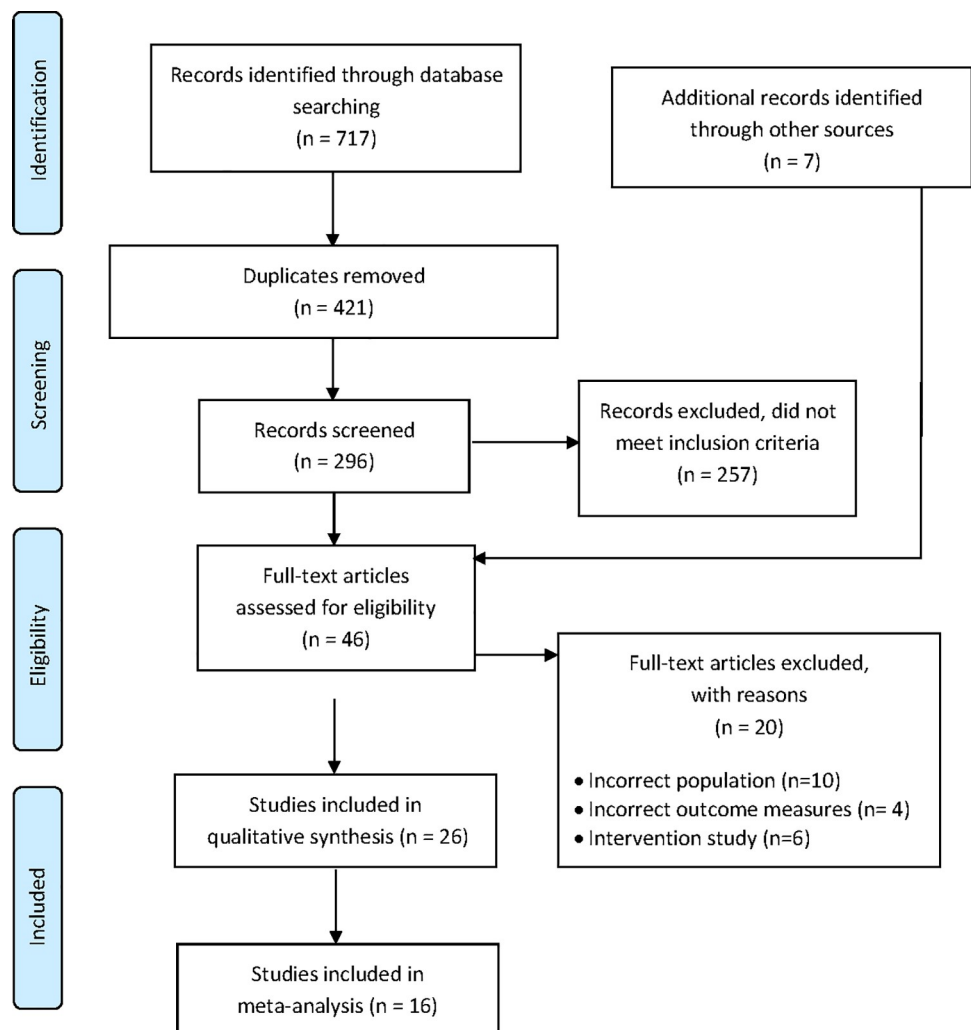 Identification
Records identified through database
searching
(n = 717)
Additional records identified
through other sources
(n = 7)
Duplicates removed
(n = 421)
Screening
Records screened
(n = 296)
Records excluded, did not
meet inclusion criteria
(n = 257)
Eligibility
Full-text articles
assessed for eligibility
(n = 46)
Full-text articles excluded,
with reasons
(n = 20)
• Incorrect population (n=10)
• Incorrect outcome measures (n= 4)
• Intervention study (n=6)
Included
Studies included in
qualitative synthesis (n = 26)
Studies included in
meta-analysis (n = 16)